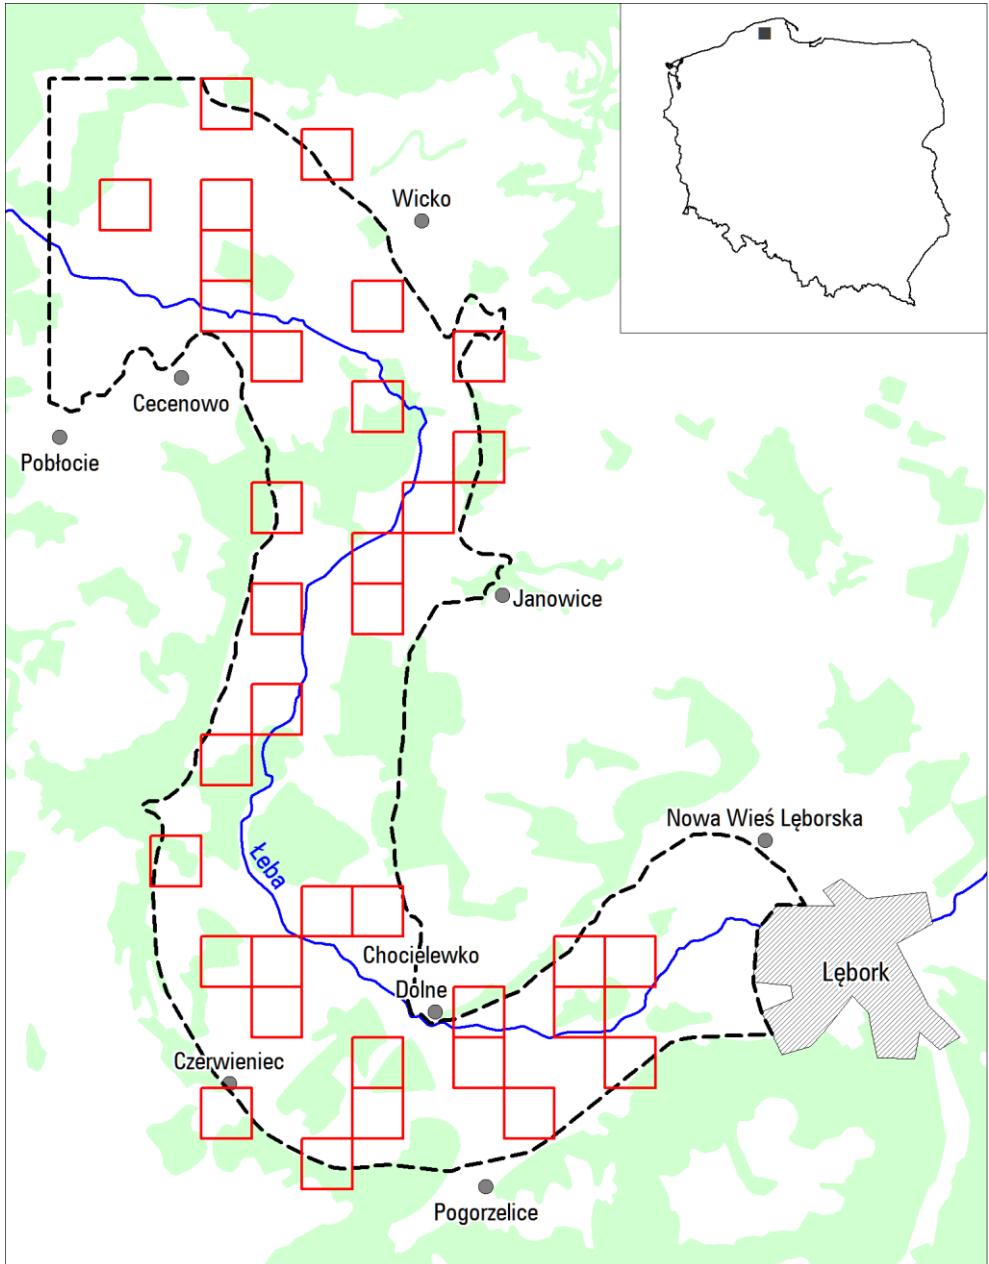 Wicko
Cecenowo
Pobłocie
Janowice
Nowa Wieś Lęborska
Łeba
Chocielewko
Dolne
Lębork
Czerwieniec
Pogorzelice